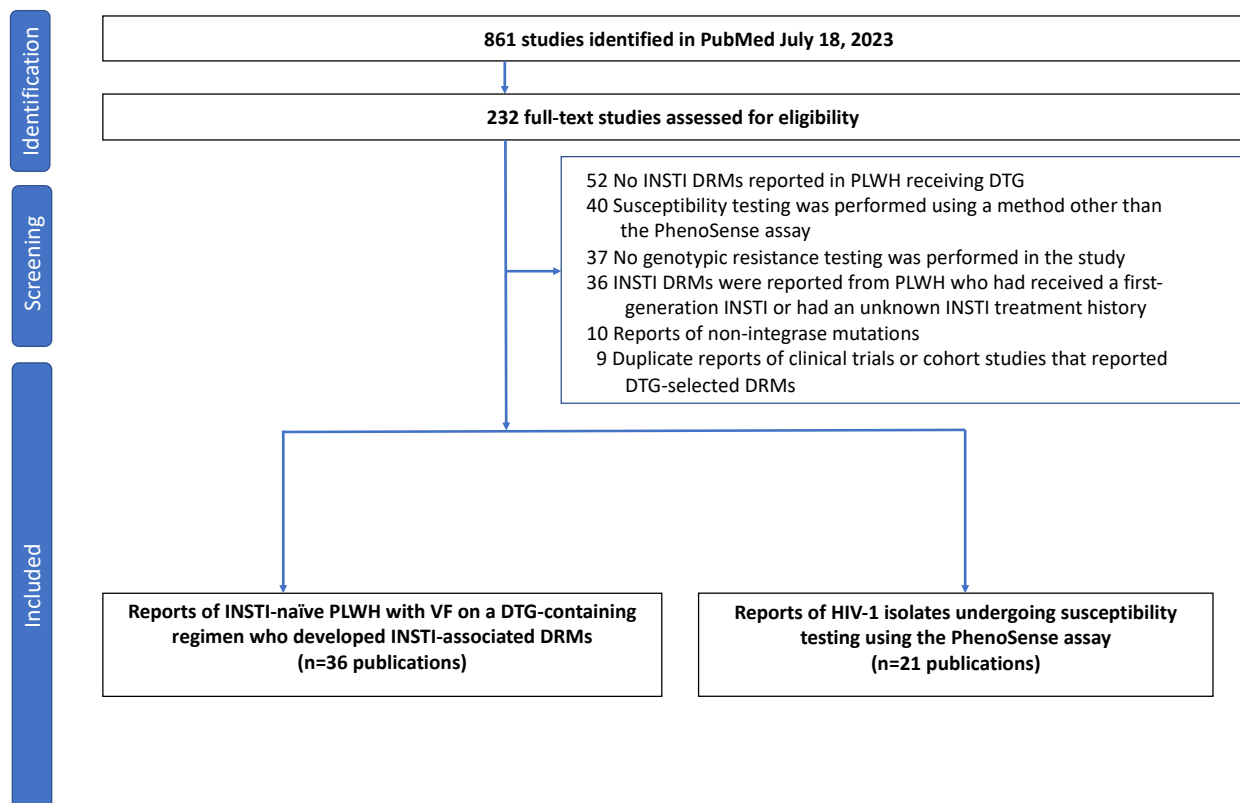 Identification
861 studies identified in PubMed July 18, 2023
232 full-text studies assessed for eligibility
Screening
52 No INSTI DRMs reported in PLWH receiving DTG
40 Susceptibility testing was performed using a method other than
the PhenoSense assay
37 No genotypic resistance testing was performed in the study
36 INSTI DRMs were reported from PLWH who had received a first-
generation INSTI or had an unknown INSTI treatment history
10 Reports of non-integrase mutations
9 Duplicate reports of clinical trials or cohort studies that reported
DTG-selected DRMs
Included
Reports of INSTI-naïve PLWH with VF on a DTG-containing
regimen who developed INSTI-associated DRMs
(n=36 publications)
Reports of HIV-1 isolates undergoing susceptibility
testing using the PhenoSense assay
(n=21 publications)